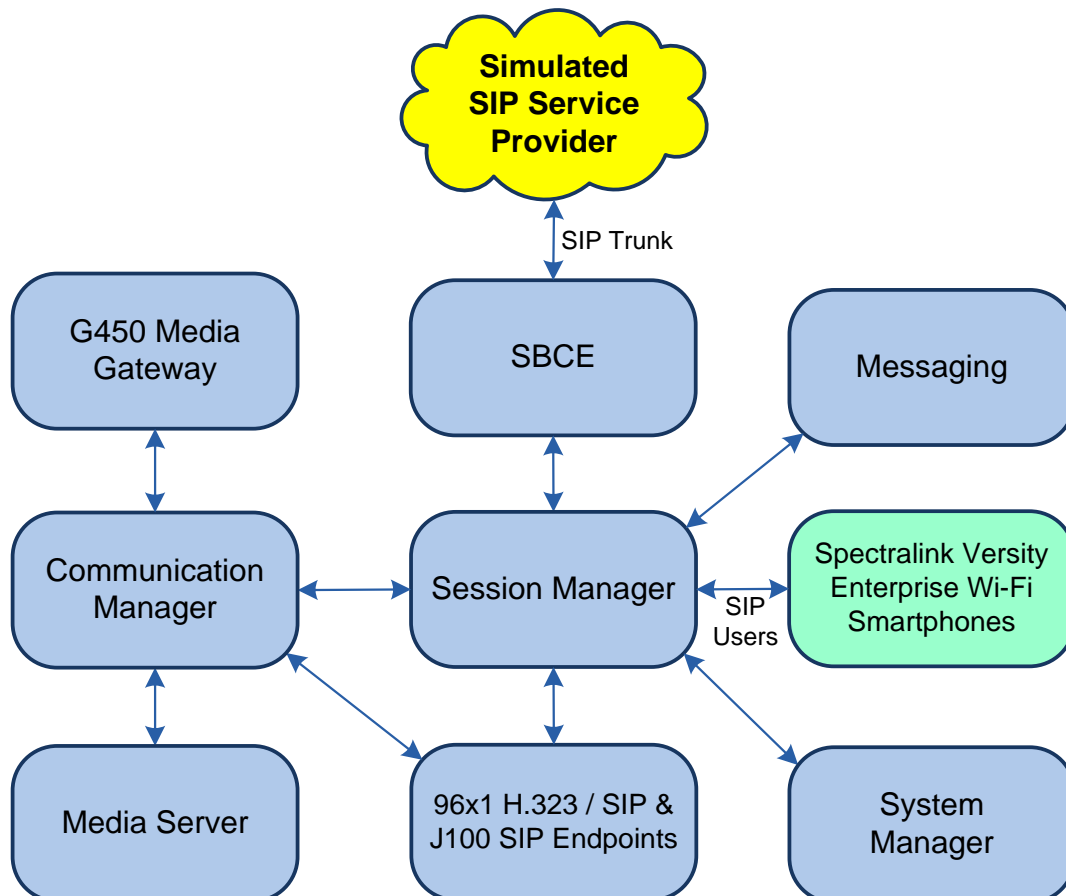 Simulated
SIP Service
Provider
SIP Trunk
G450 Media
Gateway
SBCE
Messaging
Communication
Manager
Session Manager
SIP
Users
Spectralink Versity
Enterprise Wi-Fi
Smartphones
Media Server
96x1 H.323 / SIP &
J100 SIP Endpoints
System
Manager